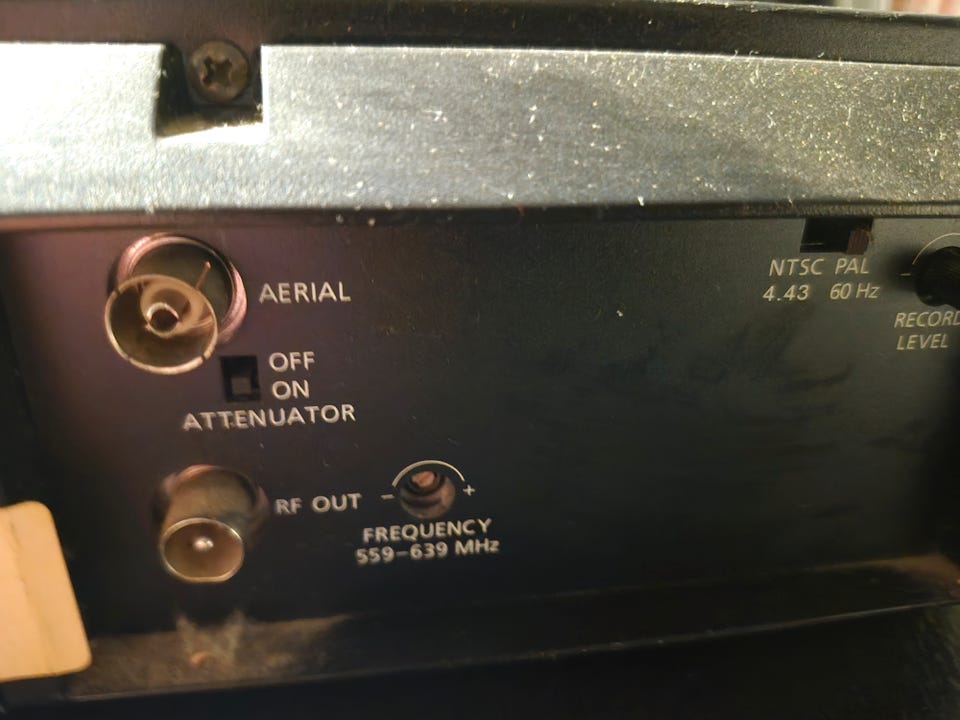 AERIAL
OFF
ON
ATTENUATOR
RF OUT
- +
FREQUENCY
559-639 MHz
NTSC PAL
4.43 60 Hz
-
RECORD
LEVEL